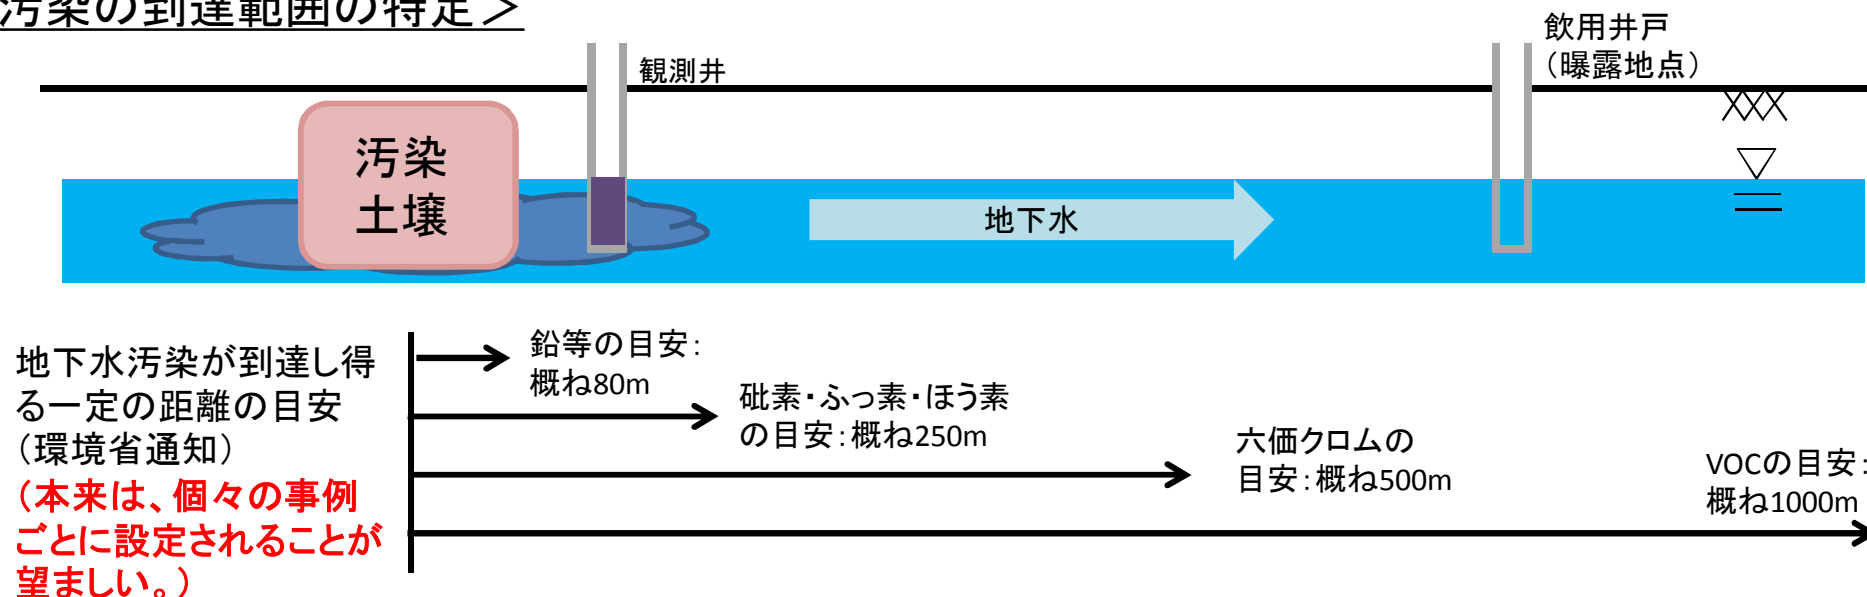 汚染の到達範囲の特定＞
飲用井戸
（曝露地点）
観測井
汚染
土壌
地下水
地下水汚染が到達し得
る一定の距離の目安
（環境省通知）
（本来は、個々の事例
ごとに設定されることが
望ましい。）
鉛等の目安：
概ね80m
砒素・ふっ素・ほう素
の目安：概ね250m
六価クロムの
目安：概ね500m
VOCの目安：
概ね1000m